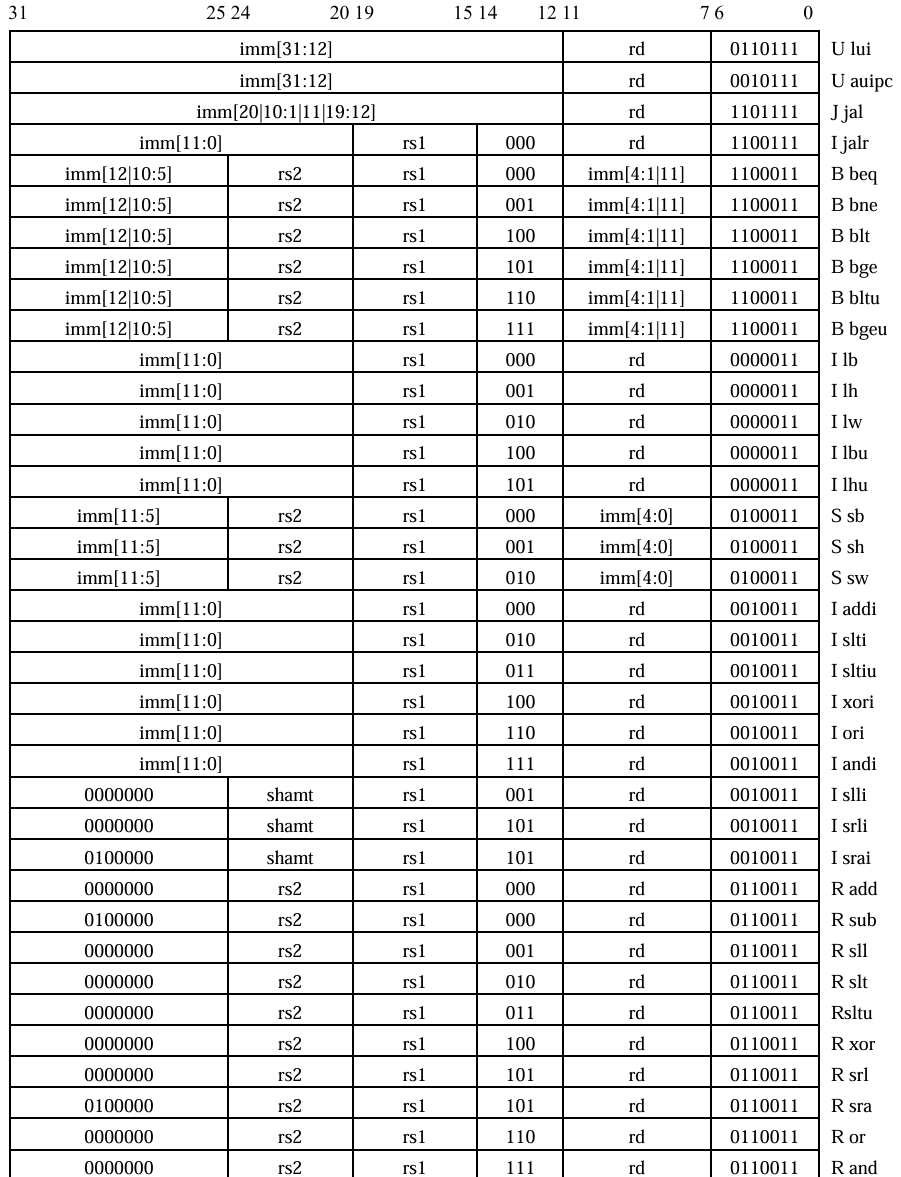 31 25 24 20 19 15 14 12 11 7 6 0
imm[31:12] rd 0110111 U lui
imm[31:12] rd 0010111 U auipc
imm[20|10:1|11|19:12] rd 1101111 J jal
imm[11:0] rs1 000 rd 1100111 I jalr
imm[12|10:5] rs2 rs1 000 imm[4:1|11] 1100011 B beq
imm[12|10:5] rs2 rs1 001 imm[4:1|11] 1100011 B bne
imm[12|10:5] rs2 rs1 100 imm[4:1|11] 1100011 B blt
imm[12|10:5] rs2 rs1 101 imm[4:1|11] 1100011 B bge
imm[12|10:5] rs2 rs1 110 imm[4:1|11] 1100011 B bltu
imm[12|10:5] rs2 rs1 111 imm[4:1|11] 1100011 B bgeu
imm[11:0] rs1 000 rd 0000011 I lb
imm[11:0] rs1 001 rd 0000011 I lh
imm[11:0] rs1 010 rd 0000011 I lw
imm[11:0] rs1 100 rd 0000011 I lbu
imm[11:0] rs1 101 rd 0000011 I lhu
imm[11:5] rs2 rs1 000 imm[4:0] 0100011 S sb
imm[11:5] rs2 rs1 001 imm[4:0] 0100011 S sh
imm[11:5] rs2 rs1 010 imm[4:0] 0100011 S sw
imm[11:0] rs1 000 rd 0010011 I addi
imm[11:0] rs1 010 rd 0010011 I slti
imm[11:0] rs1 011 rd 0010011 I sltiu
imm[11:0] rs1 100 rd 0010011 I xori
imm[11:0] rs1 110 rd 0010011 I ori
imm[11:0] rs1 111 rd 0010011 I andi
0000000 shamt rs1 001 rd 0010011 I slli
0000000 shamt rs1 101 rd 0010011 I srli
0100000 shamt rs1 101 rd 0010011 I srai
0000000 rs2 rs1 000 rd 0110011 R add
0100000 rs2 rs1 000 rd 0110011 R sub
0000000 rs2 rs1 001 rd 0110011 R sll
0000000 rs2 rs1 010 rd 0110011 R slt
0000000 rs2 rs1 011 rd 0110011 Rsltu
0000000 rs2 rs1 100 rd 0110011 R xor
0000000 rs2 rs1 101 rd 0110011 R srl
0100000 rs2 rs1 101 rd 0110011 R sra
0000000 rs2 rs1 110 rd 0110011 R or
0000000 rs2 rs1 111 rd 0110011 R and